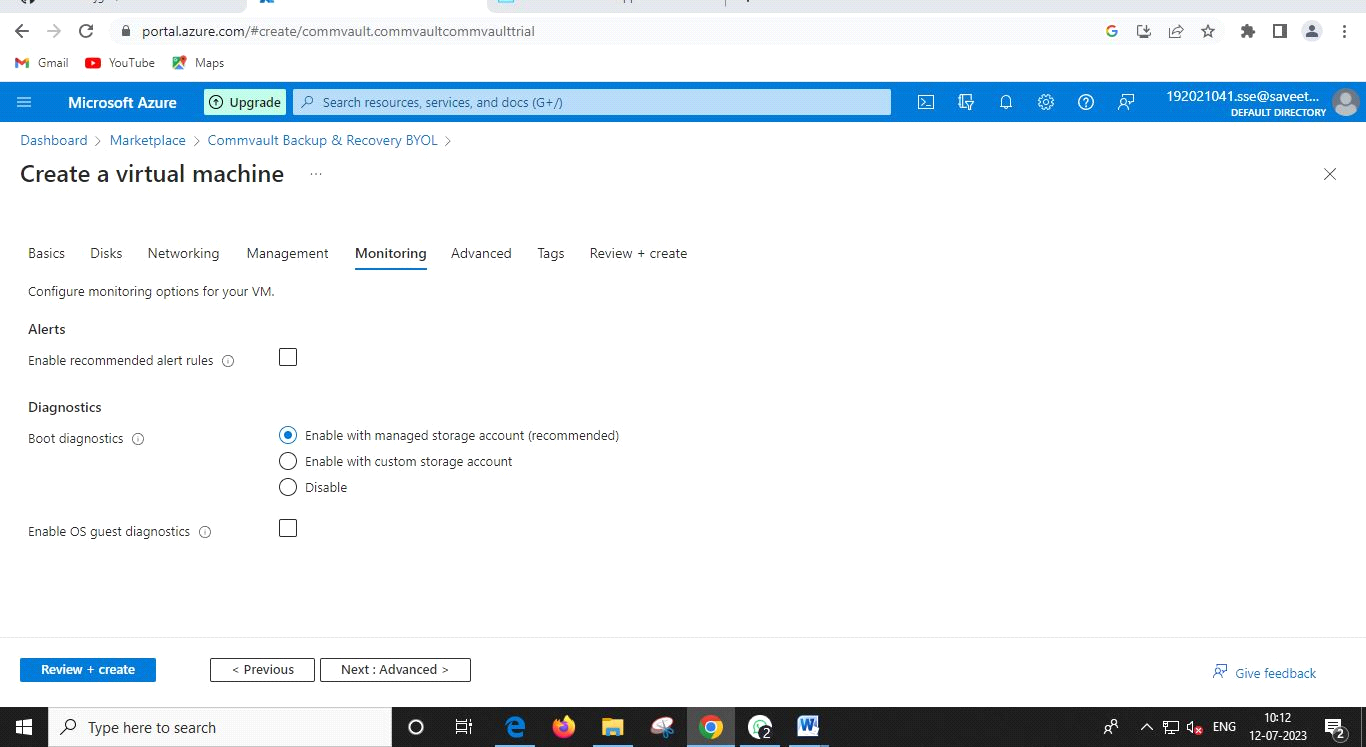 portal.azure.com/#create/commvault.commvaultcommvaulttrial
Gmail YouTube Maps
Microsoft Azure Upgrade Search resources, services, and docs (G+/) 192021041.sse@saveet...
DEFAULT DIRECTORY
Dashboard > Marketplace > Commvault Backup & Recovery BYOL >
Create a virtual machine ...
Basics Disks Networking Management Monitoring Advanced Tags Review + create
Configure monitoring options for your VM.
Alerts
Enable recommended alert rules
Diagnostics
Boot diagnostics
Enable with managed storage account (recommended)
Enable with custom storage account
Disable
Enable OS guest diagnostics
Review + create < Previous Next : Advanced > Give feedback
Type here to search 2 ENG 10:12
12-07-2023 2